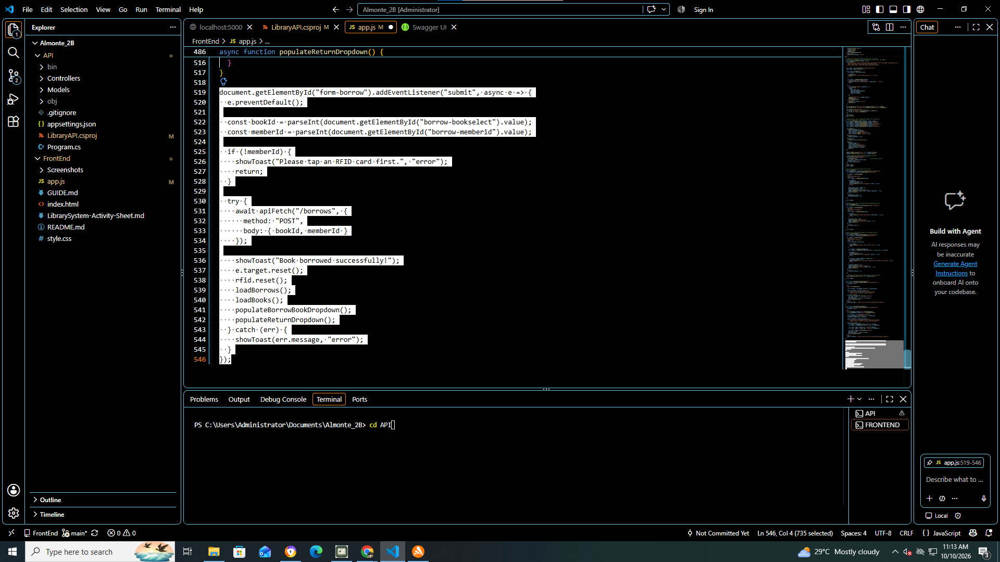 File Edit Selection View Go Run Terminal Help
Almonte_2B [Administrator]
Sign In
Explorer
Almonte_2B
API
bin
Controllers
Models
obj
.gitignore
appsettings.json
LibraryAPI.csproj M
Program.cs
FrontEnd
Screenshots
app.js M
GUIDE.md
index.html
LibrarySystem-Activity-Sheet.md
README.md
style.css
Outline
Timeline
localhost:5000 LibraryAPI.csproj M app.js M Swagger UI
FrontEnd > app.js > ...
486 async function populateReturnDropdown() {
516 }
517 }
518
519 document.getElementById("form-borrow").addEventListener("submit", async e => {
520 e.preventDefault();
521
522 const bookId = parseInt(document.getElementById("borrow-bookselect").value);
523 const memberId = parseInt(document.getElementById("borrow-memberid").value);
524
525 if (!memberId) {
526 showToast("Please tap an RFID card first.", "error");
527 return;
528 }
529
530 try {
531 await apiFetch("/borrows", {
532 method: "POST",
533 body: { bookId, memberId }
534 });
535
536 showToast("Book borrowed successfully!");
537 e.target.reset();
538 rfid.reset();
539 loadBorrows();
540 loadBooks();
541 populateBorrowBookDropdown();
542 populateReturnDropdown();
543 } catch (err) {
544 showToast(err.message, "error");
545 }
546 });
Problems Output Debug Console Terminal Ports
PS C:\Users\Administrator\Documents\Almonte_2B> cd API
API
FRONTEND
Chat
Build with Agent
AI responses may
be inaccurate
Generate Agent
Instructions to
onboard AI onto
your codebase.
app.js:519-546
Describe what to ...
Local
FrontEnd main* 0 0
Not Committed Yet Ln 546, Col 4 (735 selected) Spaces: 4 UTF-8 CRLF { } JavaScript
Type here to search
29°C Mostly cloudy
11:13 AM
10/10/2026
3